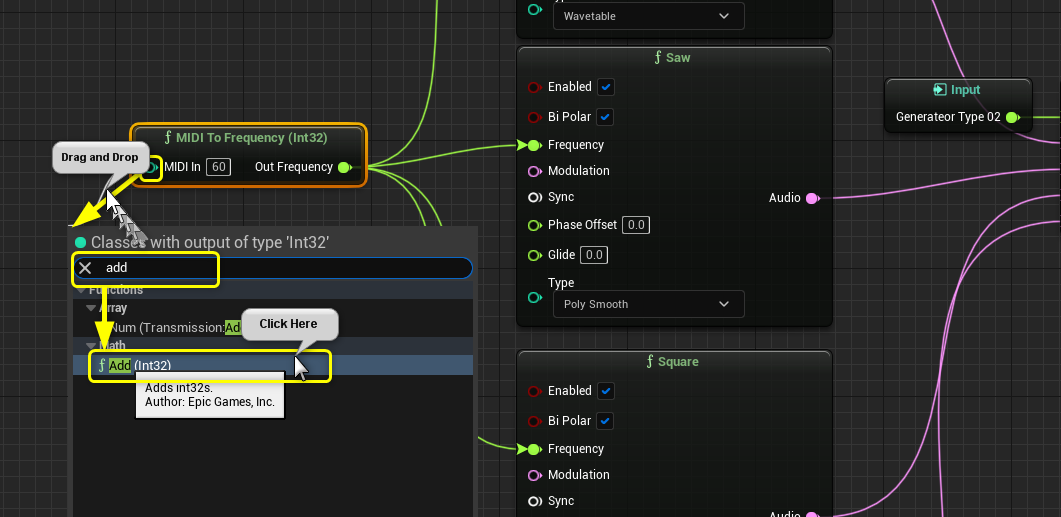 Wavetable
Saw
Enabled
Bi Polar
Frequency
Modulation
Sync
Audio
Phase Offset 0.0
Glide 0.0
Type
Poly Smooth
Input
Generateor Type 02
MIDI To Frequency (Int32)
Drag and Drop
MIDI In 60 Out Frequency
Classes with output of type 'Int32'
add
Functions
Array
Num (Transmission:Ad
Click Here
Math
Add (Int32)
Adds int32s.
Author: Epic Games, Inc.
Square
Enabled
Bi Polar
Frequency
Modulation
Sync
Audio